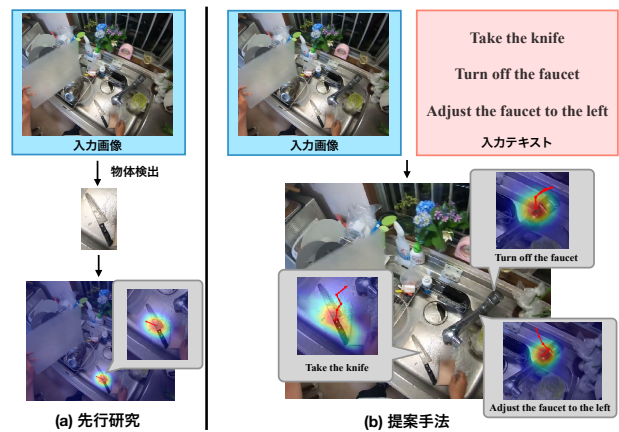 入力画像
物体検出
(a) 先行研究
入力画像
Take the knife
Turn off the faucet
Adjust the faucet to the left
入力テキスト
Turn off the faucet
Take the knife
Adjust the faucet to the left
(b) 提案手法